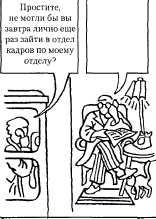 Простите,
не могли бы вы
завтра лично еще
раз зайти в отдел
кадров по моему
отделу?